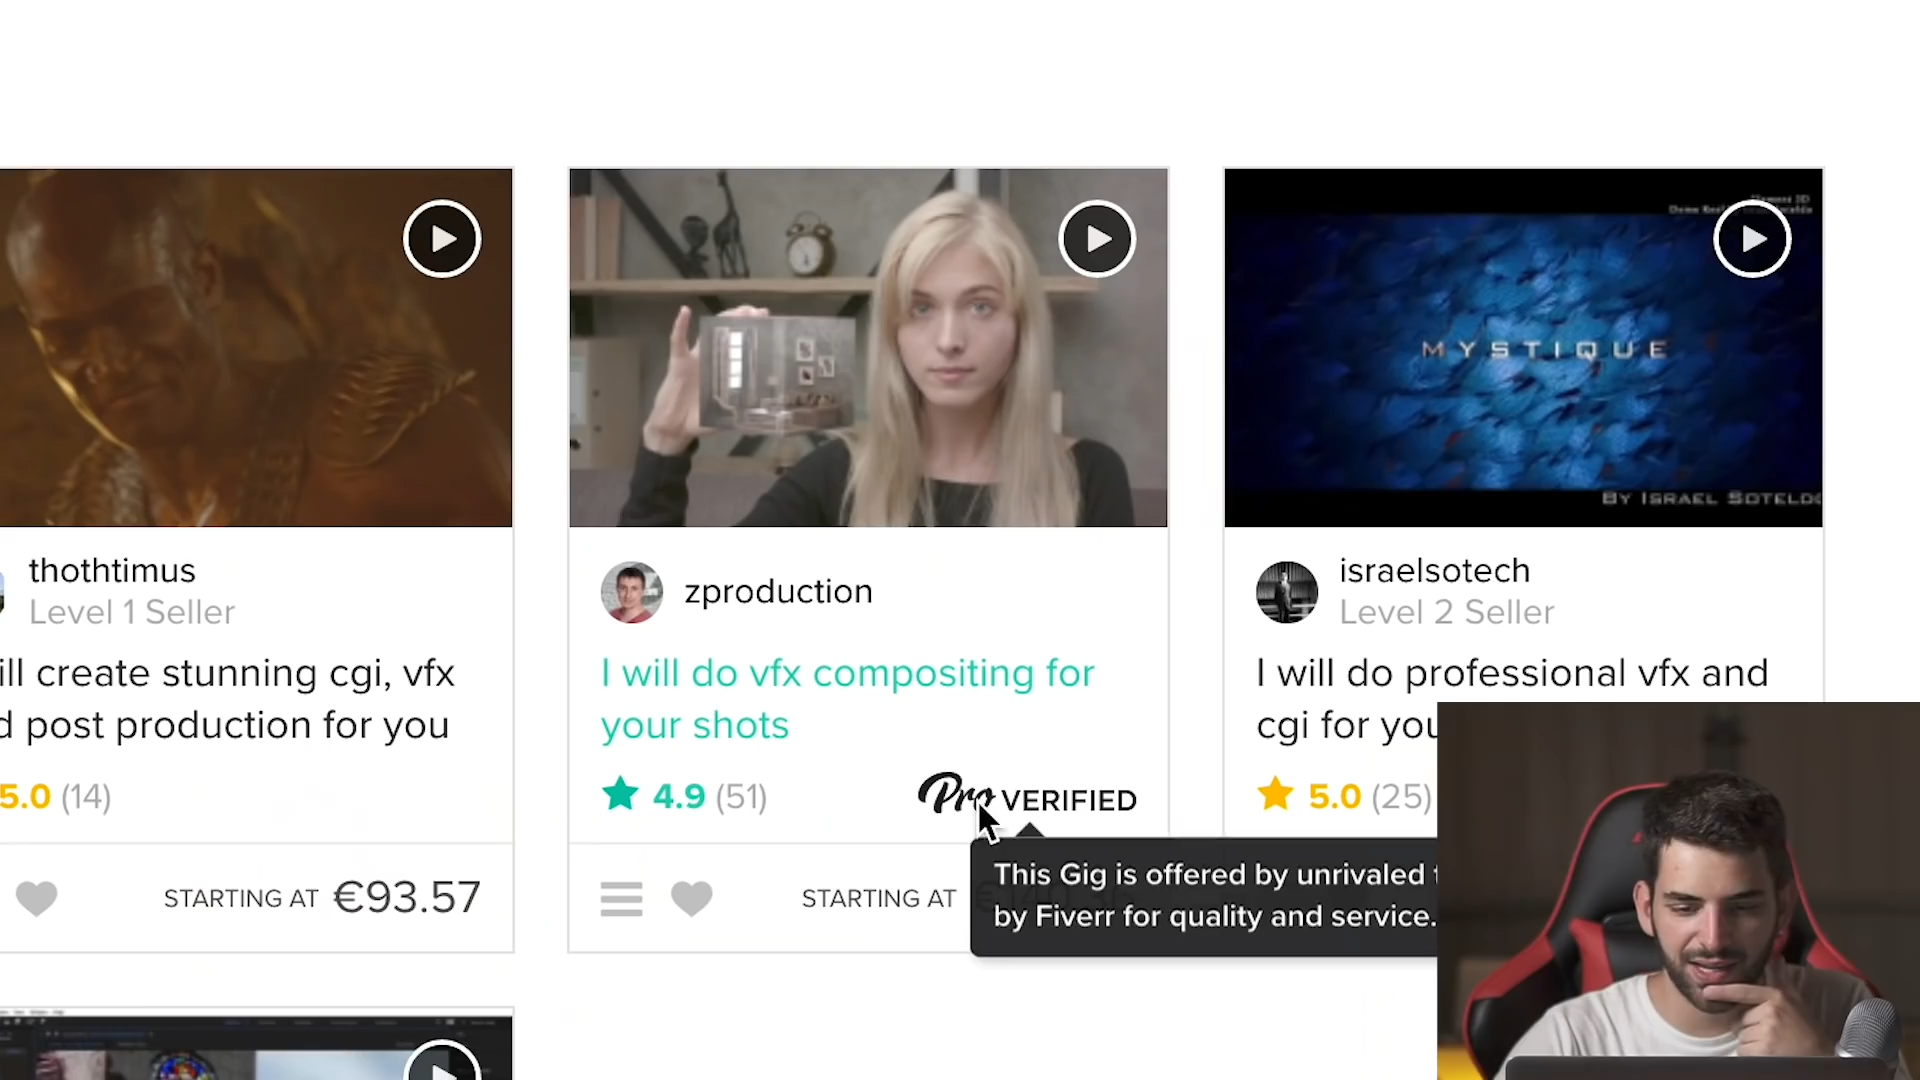 MYSTIQUE
BY ISRAEL SOTELDO
thothtimus
Level 1 Seller
ill create stunning cgi, vfx
d post production for you
5.0 (14)
STARTING AT €93.57
zproduction
I will do vfx compositing for
your shots
4.9 (51)
Pro VERIFIED
STARTING AT
This Gig is offered by unrivaled
by Fiverr for quality and service.
israelsotech
Level 2 Seller
I will do professional vfx and
cgi for you
5.0 (25)